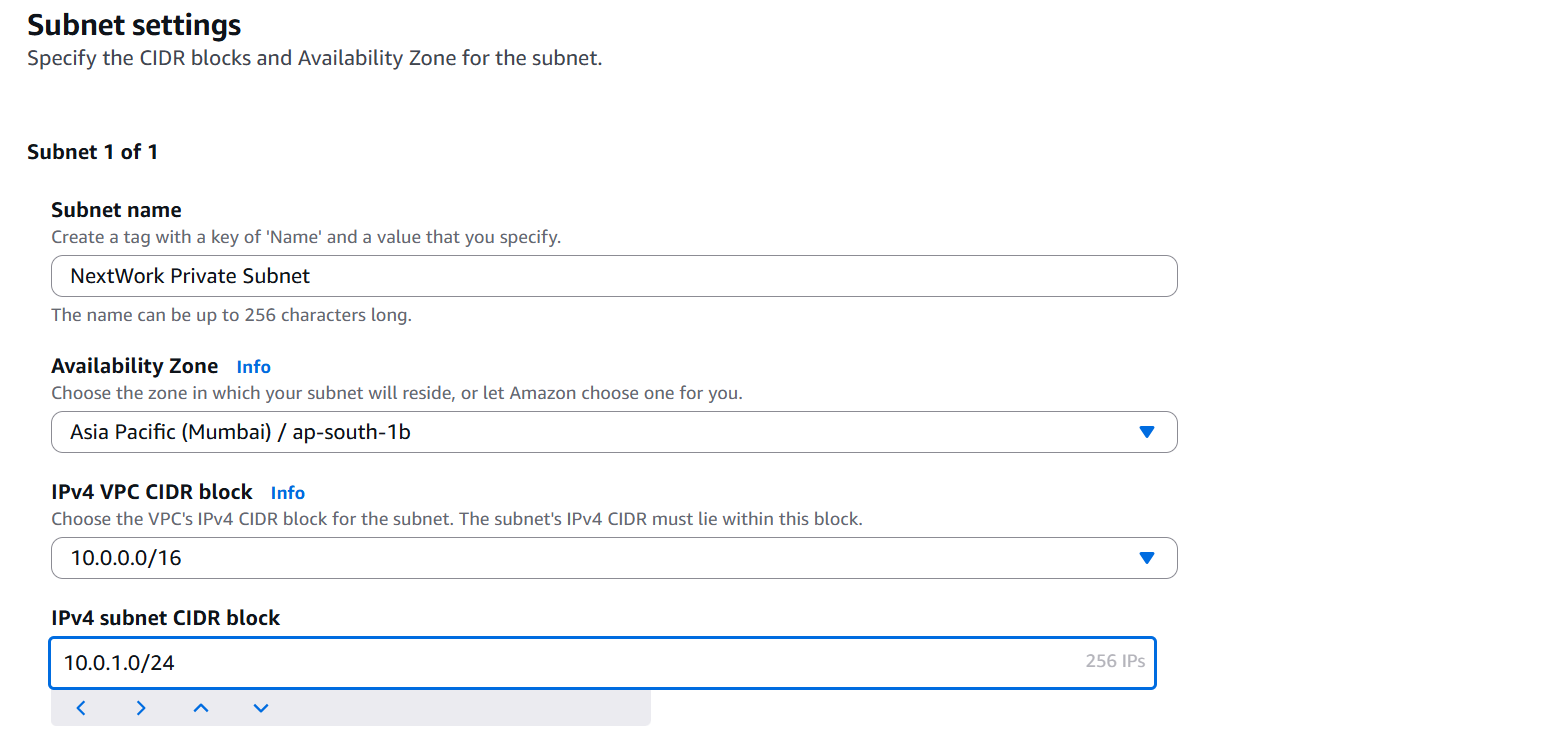 Subnet settings
Specify the CIDR blocks and Availability Zone for the subnet.
Subnet 1 of 1
Subnet name
Create a tag with a key of 'Name' and a value that you specify.
NextWork Private Subnet
The name can be up to 256 characters long.
Availability Zone Info
Choose the zone in which your subnet will reside, or let Amazon choose one for you.
Asia Pacific (Mumbai) / ap-south-1b
IPv4 VPC CIDR block Info
Choose the VPC's IPv4 CIDR block for the subnet. The subnet's IPv4 CIDR must lie within this block.
10.0.0.0/16
IPv4 subnet CIDR block
10.0.1.0/24 256 IPs